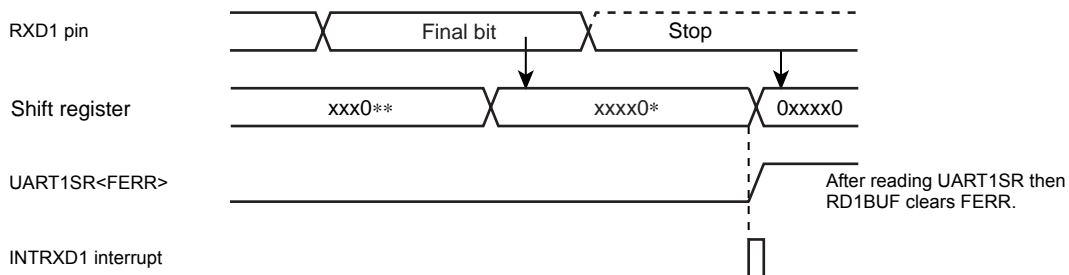 RXD1 pin
Final bit
Stop
Shift register
xxx0**
xxxx0*
0xxxx0
UART1SR<FERR>
After reading UART1SR then
RD1BUF clears FERR.
INTRXD1 interrupt